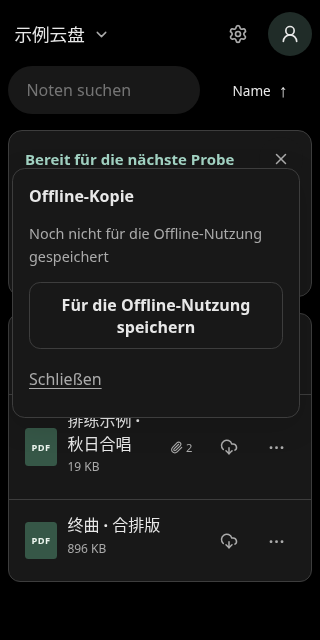 示例云盘
Noten suchen
Name ↑
Bereit für die nächste Probe
Offline-Kopie
Noch nicht für die Offline-Nutzung
gespeichert
Für die Offline-Nutzung
speichern
Schließen
排练示例 ·
秋日合唱
PDF
2
19 KB
终曲 · 合排版
PDF
896 KB